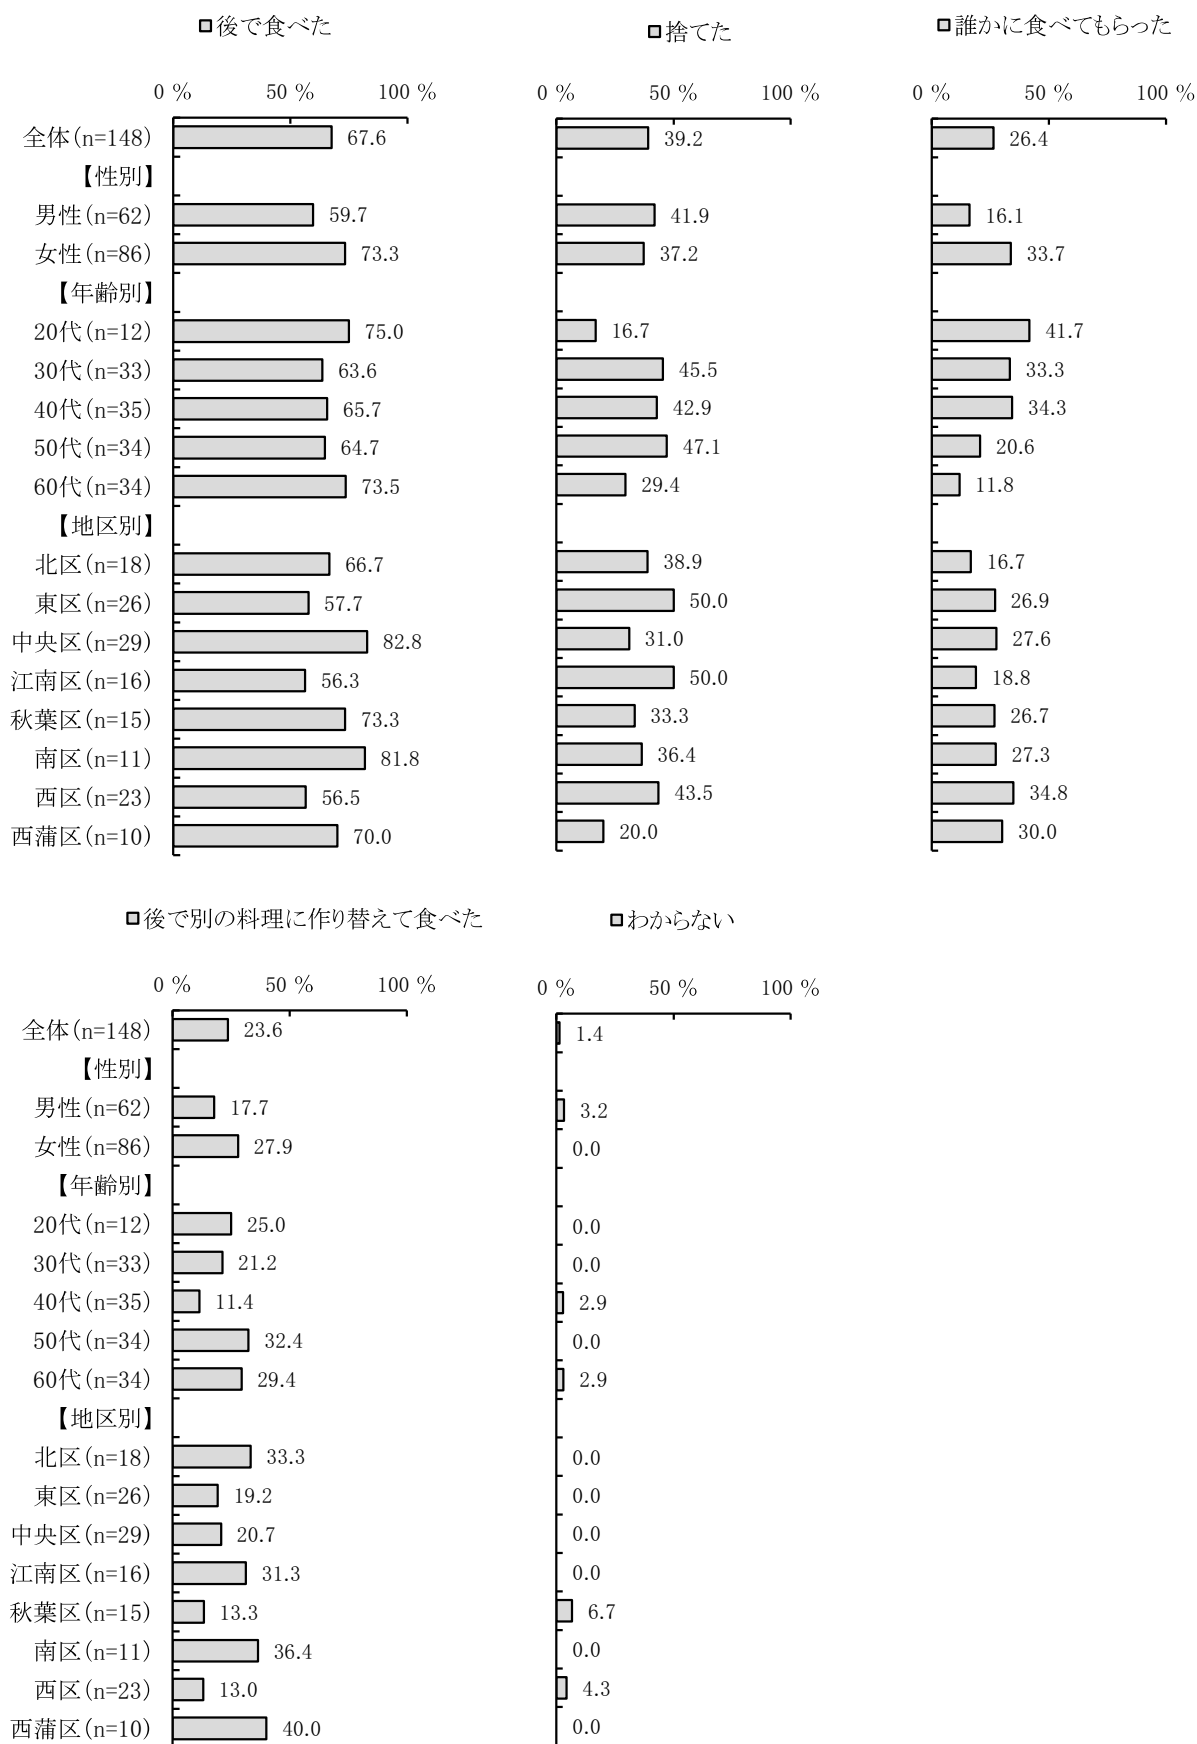 後で食べた 捨てた 誰かに食べてもらった
0 % 50 % 100 % 0 % 50 % 100 % 0 % 50 % 100 %
全体(n=148) 67.6 39.2 26.4
【性別】
男性(n=62) 59.7 41.9 16.1
女性(n=86) 73.3 37.2 33.7
【年齢別】
20代(n=12) 75.0 16.7 41.7
30代(n=33) 63.6 45.5 33.3
40代(n=35) 65.7 42.9 34.3
50代(n=34) 64.7 47.1 20.6
60代(n=34) 73.5 29.4 11.8
【地区別】
北区(n=18) 66.7 38.9 16.7
東区(n=26) 57.7 50.0 26.9
中央区(n=29) 82.8 31.0 27.6
江南区(n=16) 56.3 50.0 18.8
秋葉区(n=15) 73.3 33.3 26.7
南区(n=11) 81.8 36.4 27.3
西区(n=23) 56.5 43.5 34.8
西蒲区(n=10) 70.0 20.0 30.0
後で別の料理に作り替えて食べた わからない
0 % 50 % 100 % 0 % 50 % 100 %
全体(n=148) 23.6 1.4
【性別】
男性(n=62) 17.7 3.2
女性(n=86) 27.9 0.0
【年齢別】
20代(n=12) 25.0 0.0
30代(n=33) 21.2 0.0
40代(n=35) 11.4 2.9
50代(n=34) 32.4 0.0
60代(n=34) 29.4 2.9
【地区別】
北区(n=18) 33.3 0.0
東区(n=26) 19.2 0.0
中央区(n=29) 20.7 0.0
江南区(n=16) 31.3 0.0
秋葉区(n=15) 13.3 6.7
南区(n=11) 36.4 0.0
西区(n=23) 13.0 4.3
西蒲区(n=10) 40.0 0.0